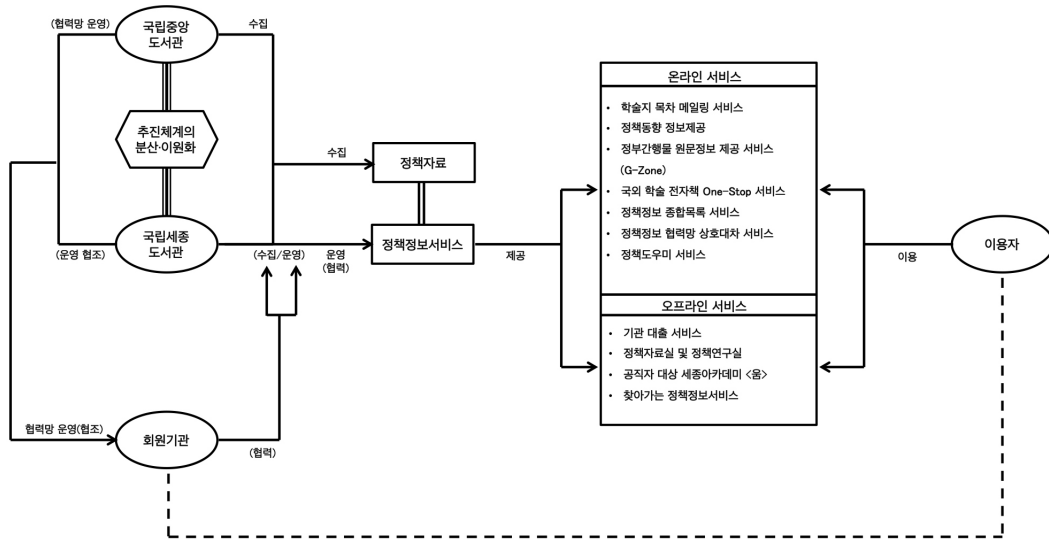 (협력망 운영)
국립중앙
도서관
수집
추진체계의
분산·이원화
수집
정책자료
국립세종
도서관
(운영 협조)
(수집/운영)
운영
(협력)
정책정보서비스
제공
온라인 서비스
• 학술지 목차 메일링 서비스
• 정책동향 정보제공
• 정부간행물 원문정보 제공 서비스
(G-Zone)
• 국외 학술 전자책 One-Stop 서비스
• 정책정보 종합목록 서비스
• 정책정보 협력망 상호대차 서비스
• 정책도우미 서비스
오프라인 서비스
• 기관 대출 서비스
• 정책자료실 및 정책연구실
• 공직자 대상 세종아카데미 <움>
• 찾아가는 정책정보서비스
이용
이용자
협력망 운영(협조)
회원기관
(협력)